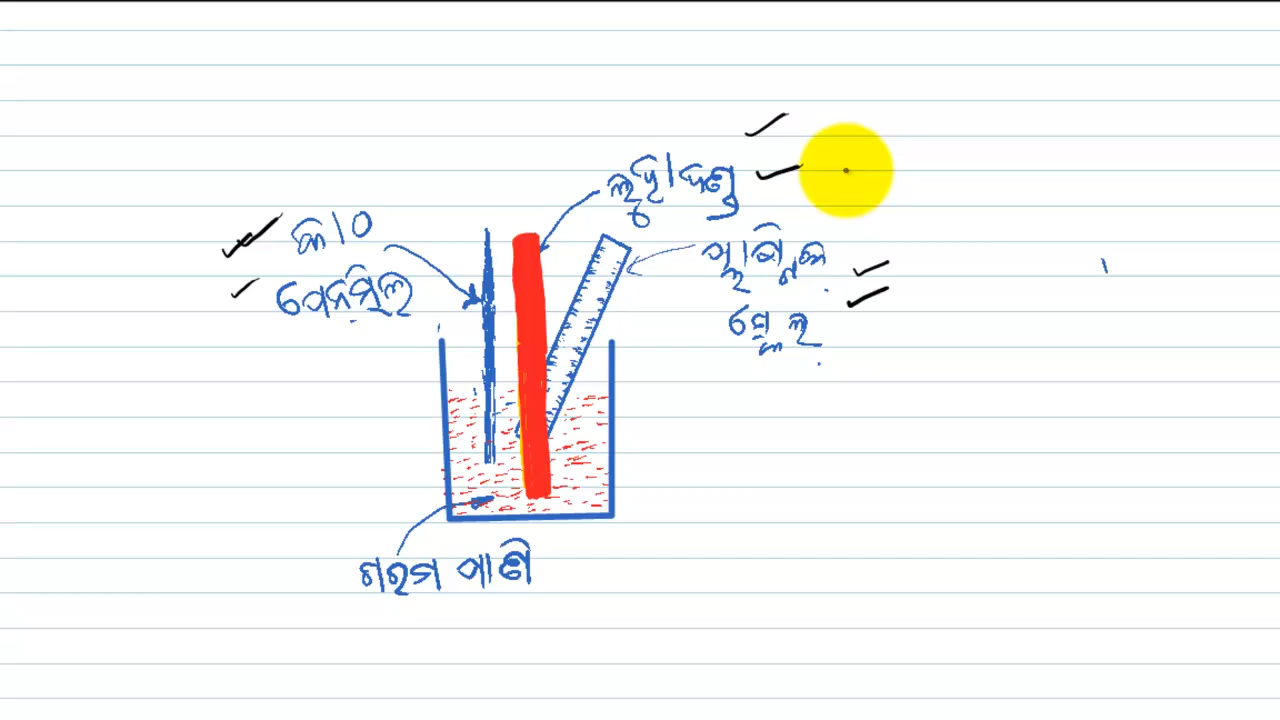 ଲୁହା ଦଣ୍ଡ
କାଠ
ପେନସିଲ
ପ୍ଲାଷ୍ଟିକ
ସ୍କେଲ
ଗରମ ପାଣି